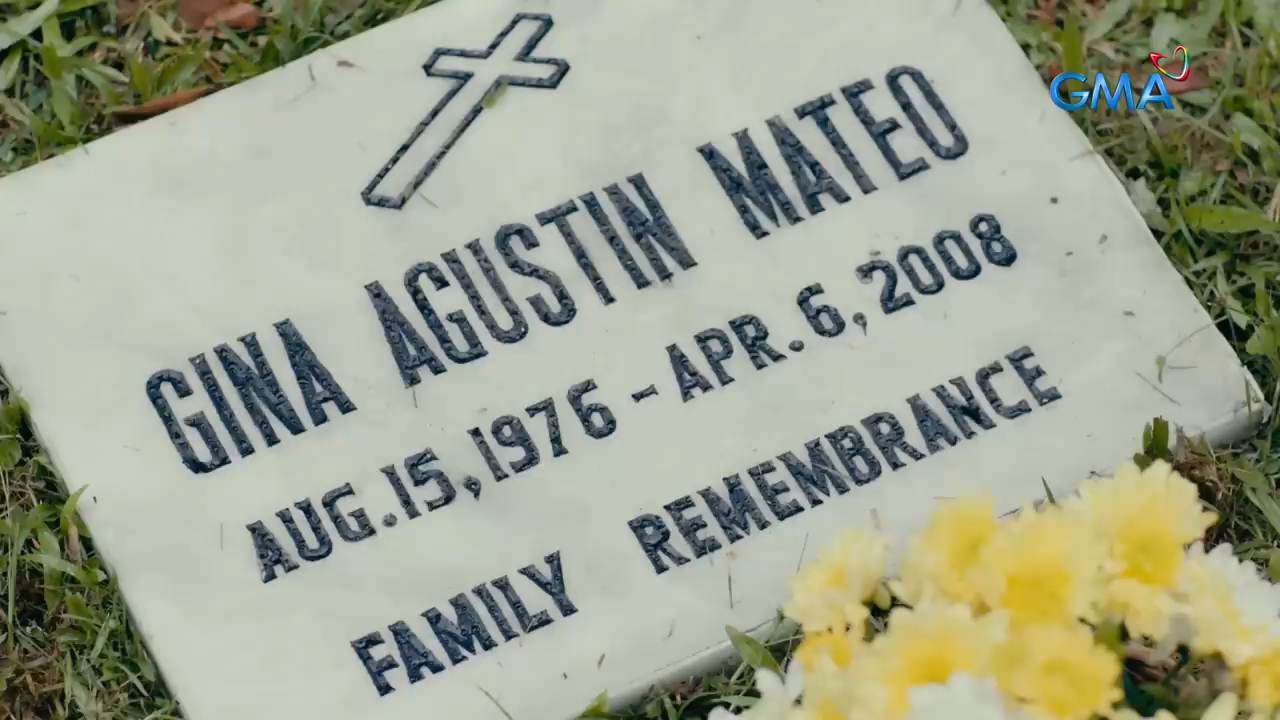 GMA
GINA AGUSTIN MATEO
AUG.15,1976 - APR.6,2008
FAMILY REMEMBRANCE